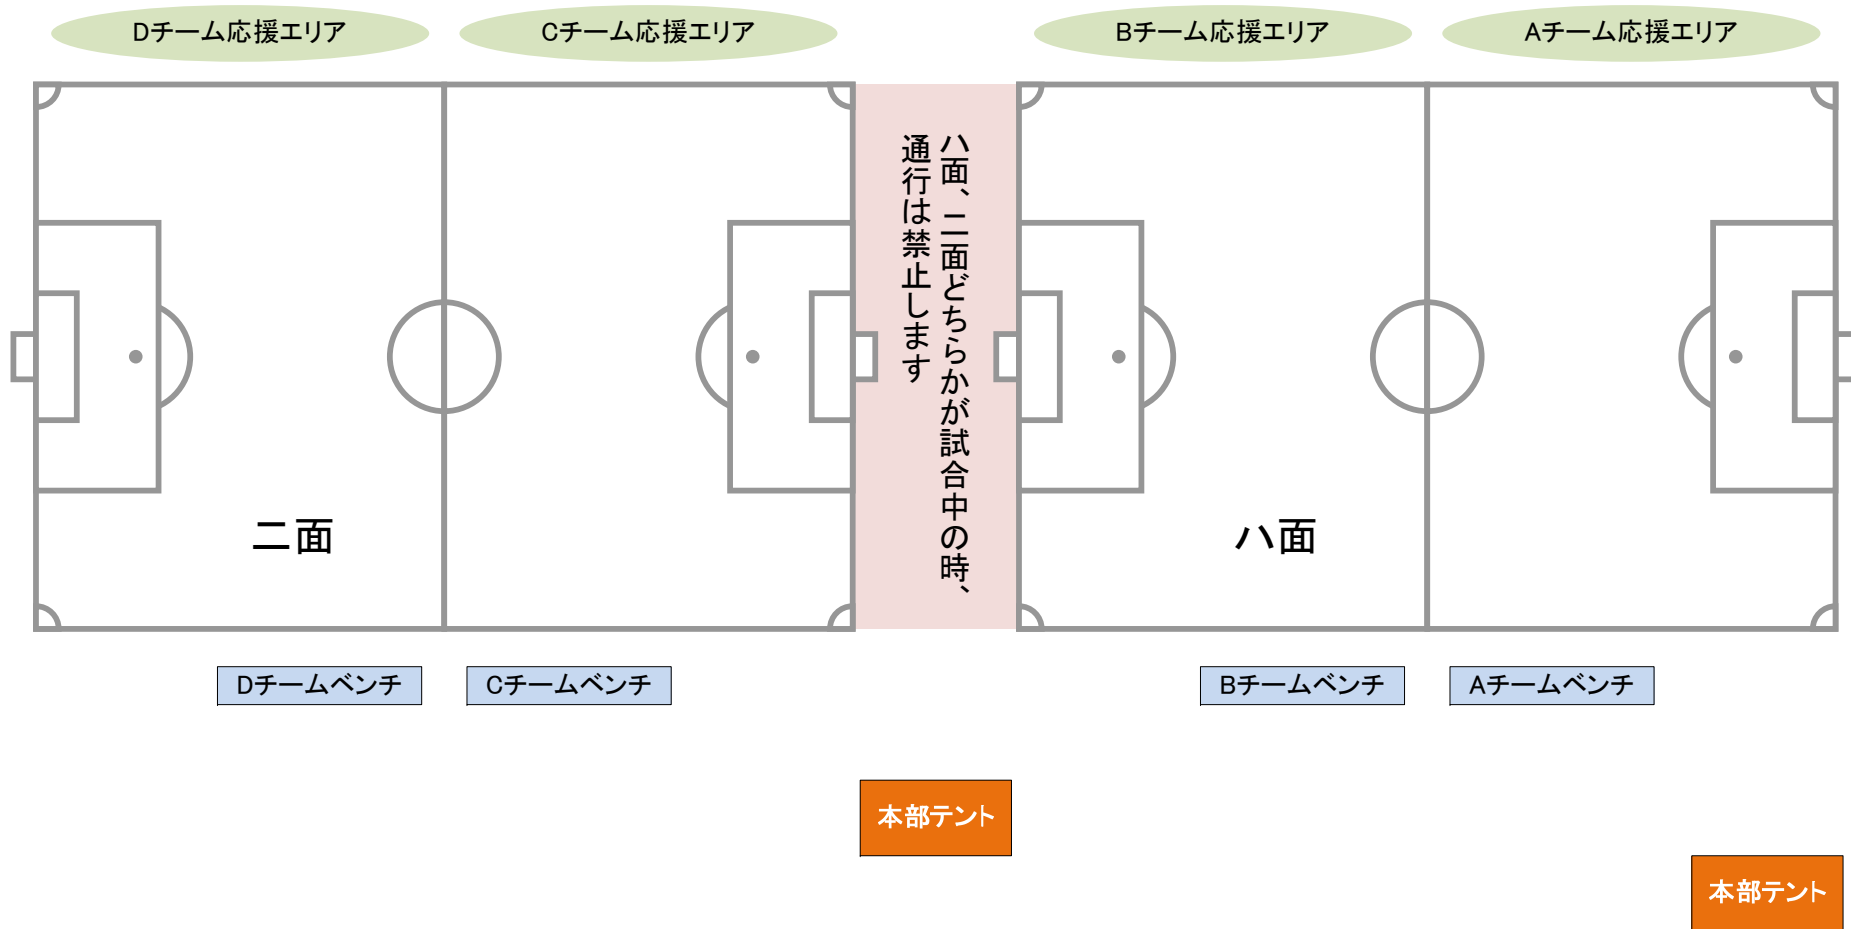 Dチーム応援エリア
Cチーム応援エリア
Bチーム応援エリア
Aチーム応援エリア
ハ面、ニ面どちらかが試合中の時、
通行は禁止します
ニ面
ハ面
Dチームベンチ
Cチームベンチ
Bチームベンチ
Aチームベンチ
本部テント
本部テント